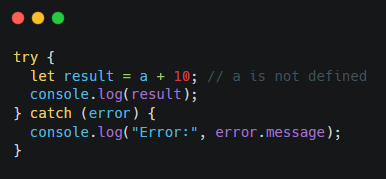 try {
  let result = a + 10; // a is not defined
  console.log(result);
} catch (error) {
  console.log("Error:", error.message);
}